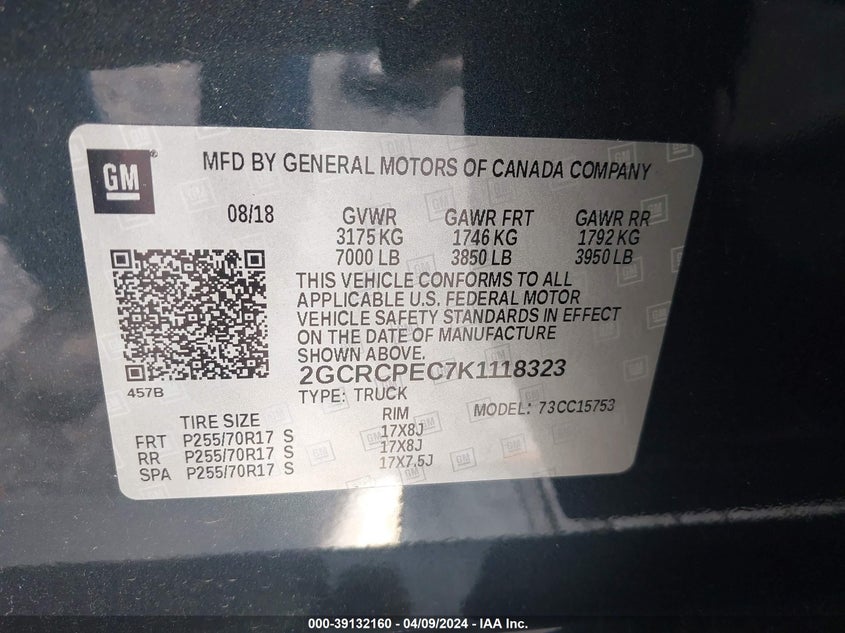 GM
MFD BY GENERAL MOTORS OF CANADA COMPANY
08/18 GVWR GAWR FRT GAWR RR
3175 KG 1746 KG 1792 KG
7000 LB 3850 LB 3950 LB
THIS VEHICLE CONFORMS TO ALL
APPLICABLE U.S. FEDERAL MOTOR
VEHICLE SAFETY STANDARDS IN EFFECT
ON THE DATE OF MANUFACTURE
SHOWN ABOVE.
457B
2GCRCPEC7K1118323
TYPE: TRUCK MODEL: 73CC15753
TIRE SIZE RIM
FRT P255/70R17 S 17X8J
RR P255/70R17 S 17X8J
SPA P255/70R17 S 17X7.5J
000-39132160 - 04/09/2024 - IAA Inc.